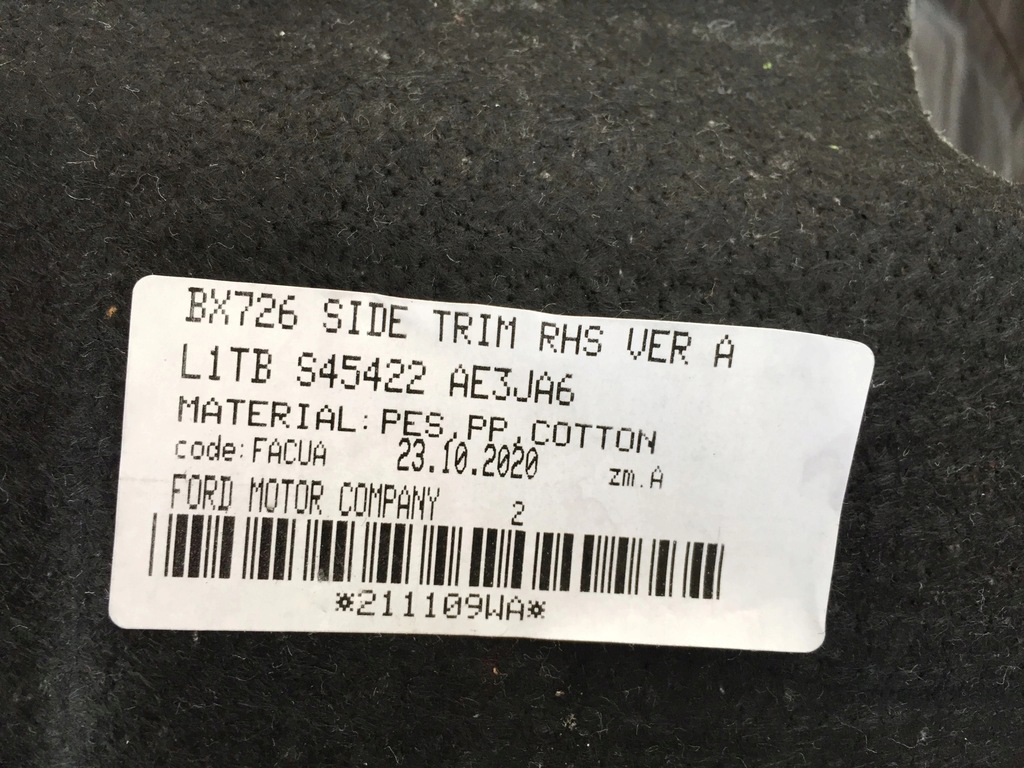 BX726 SIDE TRIM RHS VER A
L1TB S45422 AE3JA6
MATERIAL:PES,PP,COTTON
code:FACUA 23.10.2020 zm.A
FORD MOTOR COMPANY 2
*211109WA*